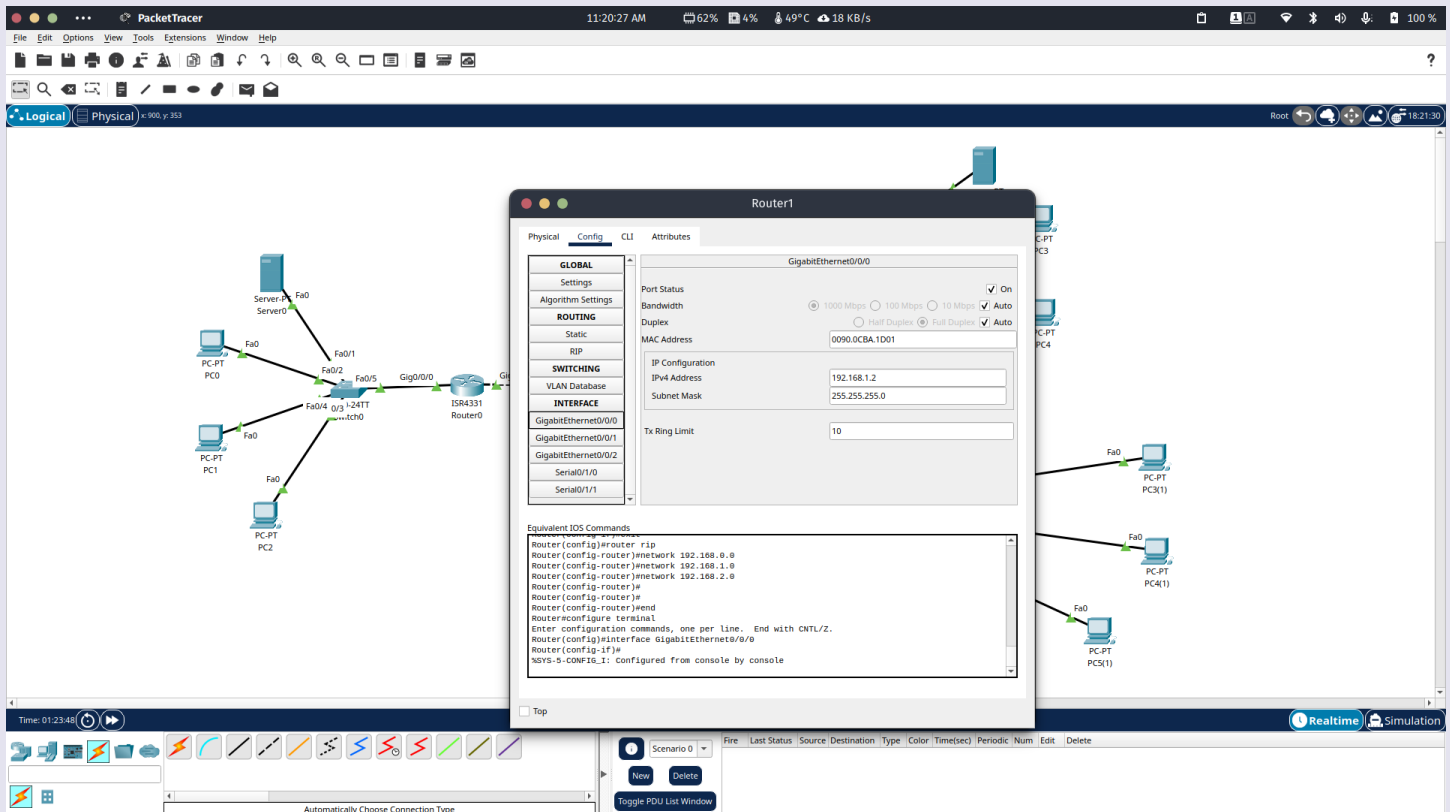 PacketTracer
11:20:27 AM
62%
4%
49°C
18 KB/s
1 A
100 %
File Edit Options View Tools Extensions Window Help
?
Logical
Physical
x: 900, y: 353
Root
18:21:30
Server-P
Server0
Fa0
PC-PT
PC0
Fa0
Fa0/1
Fa0/2
Fa0/5
Gig0/0/0
ISR4331
Router0
Fa0/4
0/3
-24TT
tch0
Fa0
PC-PT
PC1
Fa0
PC-PT
PC2
Router1
Physical Config CLI Attributes
GLOBAL
Settings
Algorithm Settings
ROUTING
Static
RIP
SWITCHING
VLAN Database
INTERFACE
GigabitEthernet0/0/0
GigabitEthernet0/0/1
GigabitEthernet0/0/2
Serial0/1/0
Serial0/1/1
GigabitEthernet0/0/0
Port Status On
Bandwidth 1000 Mbps 100 Mbps 10 Mbps Auto
Duplex Half Duplex Full Duplex Auto
MAC Address 0090.0CBA.1D01
IP Configuration
IPv4 Address 192.168.1.2
Subnet Mask 255.255.255.0
Tx Ring Limit 10
Equivalent IOS Commands
Router(config-if)#exit
Router(config)#router rip
Router(config-router)#network 192.168.0.0
Router(config-router)#network 192.168.1.0
Router(config-router)#network 192.168.2.0
Router(config-router)#
Router(config-router)#
Router(config-router)#end
Router#configure terminal
Enter configuration commands, one per line. End with CNTL/Z.
Router(config)#interface GigabitEthernet0/0/0
Router(config-if)#
%SYS-5-CONFIG_I: Configured from console by console
Top
C-PT
PC3
C-PT
PC4
Fa0
PC-PT
PC3(1)
Fa0
PC-PT
PC4(1)
Fa0
PC-PT
PC5(1)
Time: 01:23:48
Realtime
Simulation
Scenario 0
New
Delete
Toggle PDU List Window
Fire Last Status Source Destination Type Color Time(sec) Periodic Num Edit Delete
Automatically Choose Connection Type